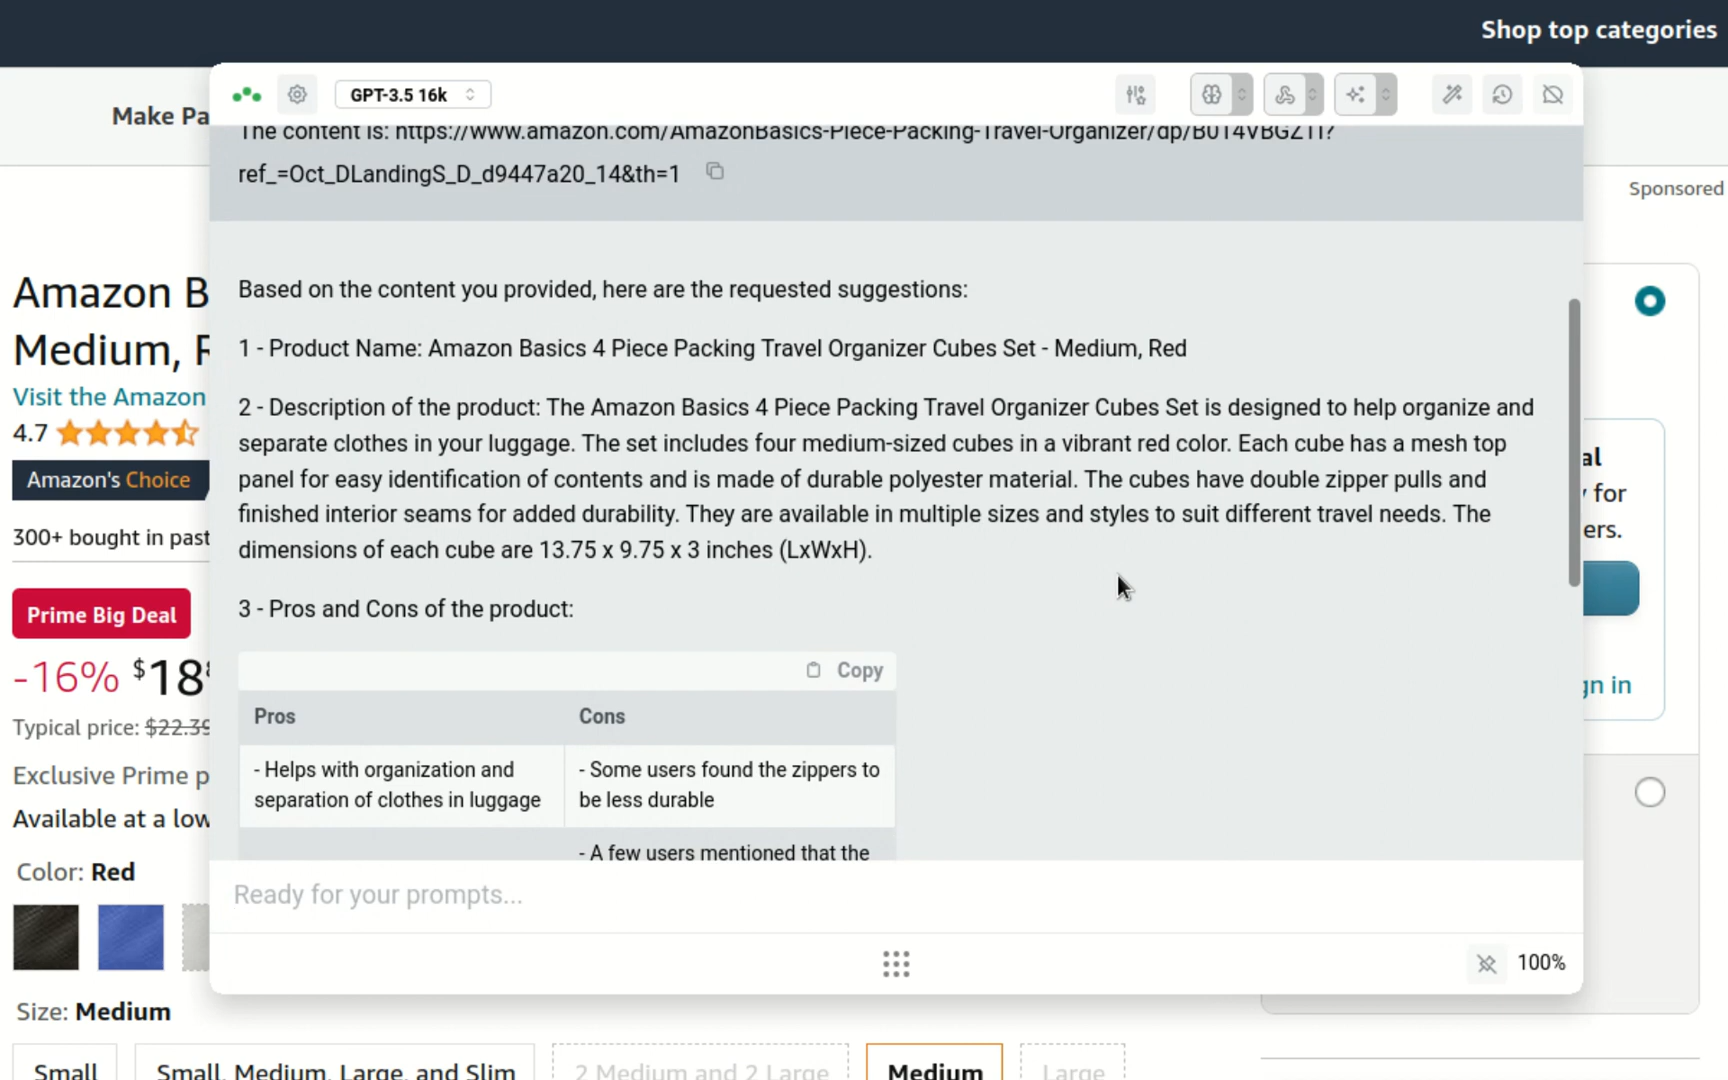 Shop top categories
Make Pa
Sponsored
GPT-3.5 16k
The content is: https://www.amazon.com/AmazonBasics-Piece-Packing-Travel-Organizer/dp/B014VBGZTI?
ref_=Oct_DLandingS_D_d9447a20_14&th=1
Based on the content you provided, here are the requested suggestions:
1 - Product Name: Amazon Basics 4 Piece Packing Travel Organizer Cubes Set - Medium, Red
2 - Description of the product: The Amazon Basics 4 Piece Packing Travel Organizer Cubes Set is designed to help organize and
separate clothes in your luggage. The set includes four medium-sized cubes in a vibrant red color. Each cube has a mesh top
panel for easy identification of contents and is made of durable polyester material. The cubes have double zipper pulls and
finished interior seams for added durability. They are available in multiple sizes and styles to suit different travel needs. The
dimensions of each cube are 13.75 x 9.75 x 3 inches (LxWxH).
3 - Pros and Cons of the product:
Copy
Pros
Cons
- Helps with organization and
separation of clothes in luggage
- Some users found the zippers to
be less durable
- A few users mentioned that the
Ready for your prompts...
100%
Amazon B
Medium, R
Visit the Amazon
4.7
Amazon's Choice
300+ bought in past
Prime Big Deal
-16% $18
Typical price: $22.39
Exclusive Prime p
Available at a low
Color: Red
Size: Medium
Small
Small, Medium, Large, and Slim
2 Medium and 2 Large
Medium
Large
al
for
ers.
gn in